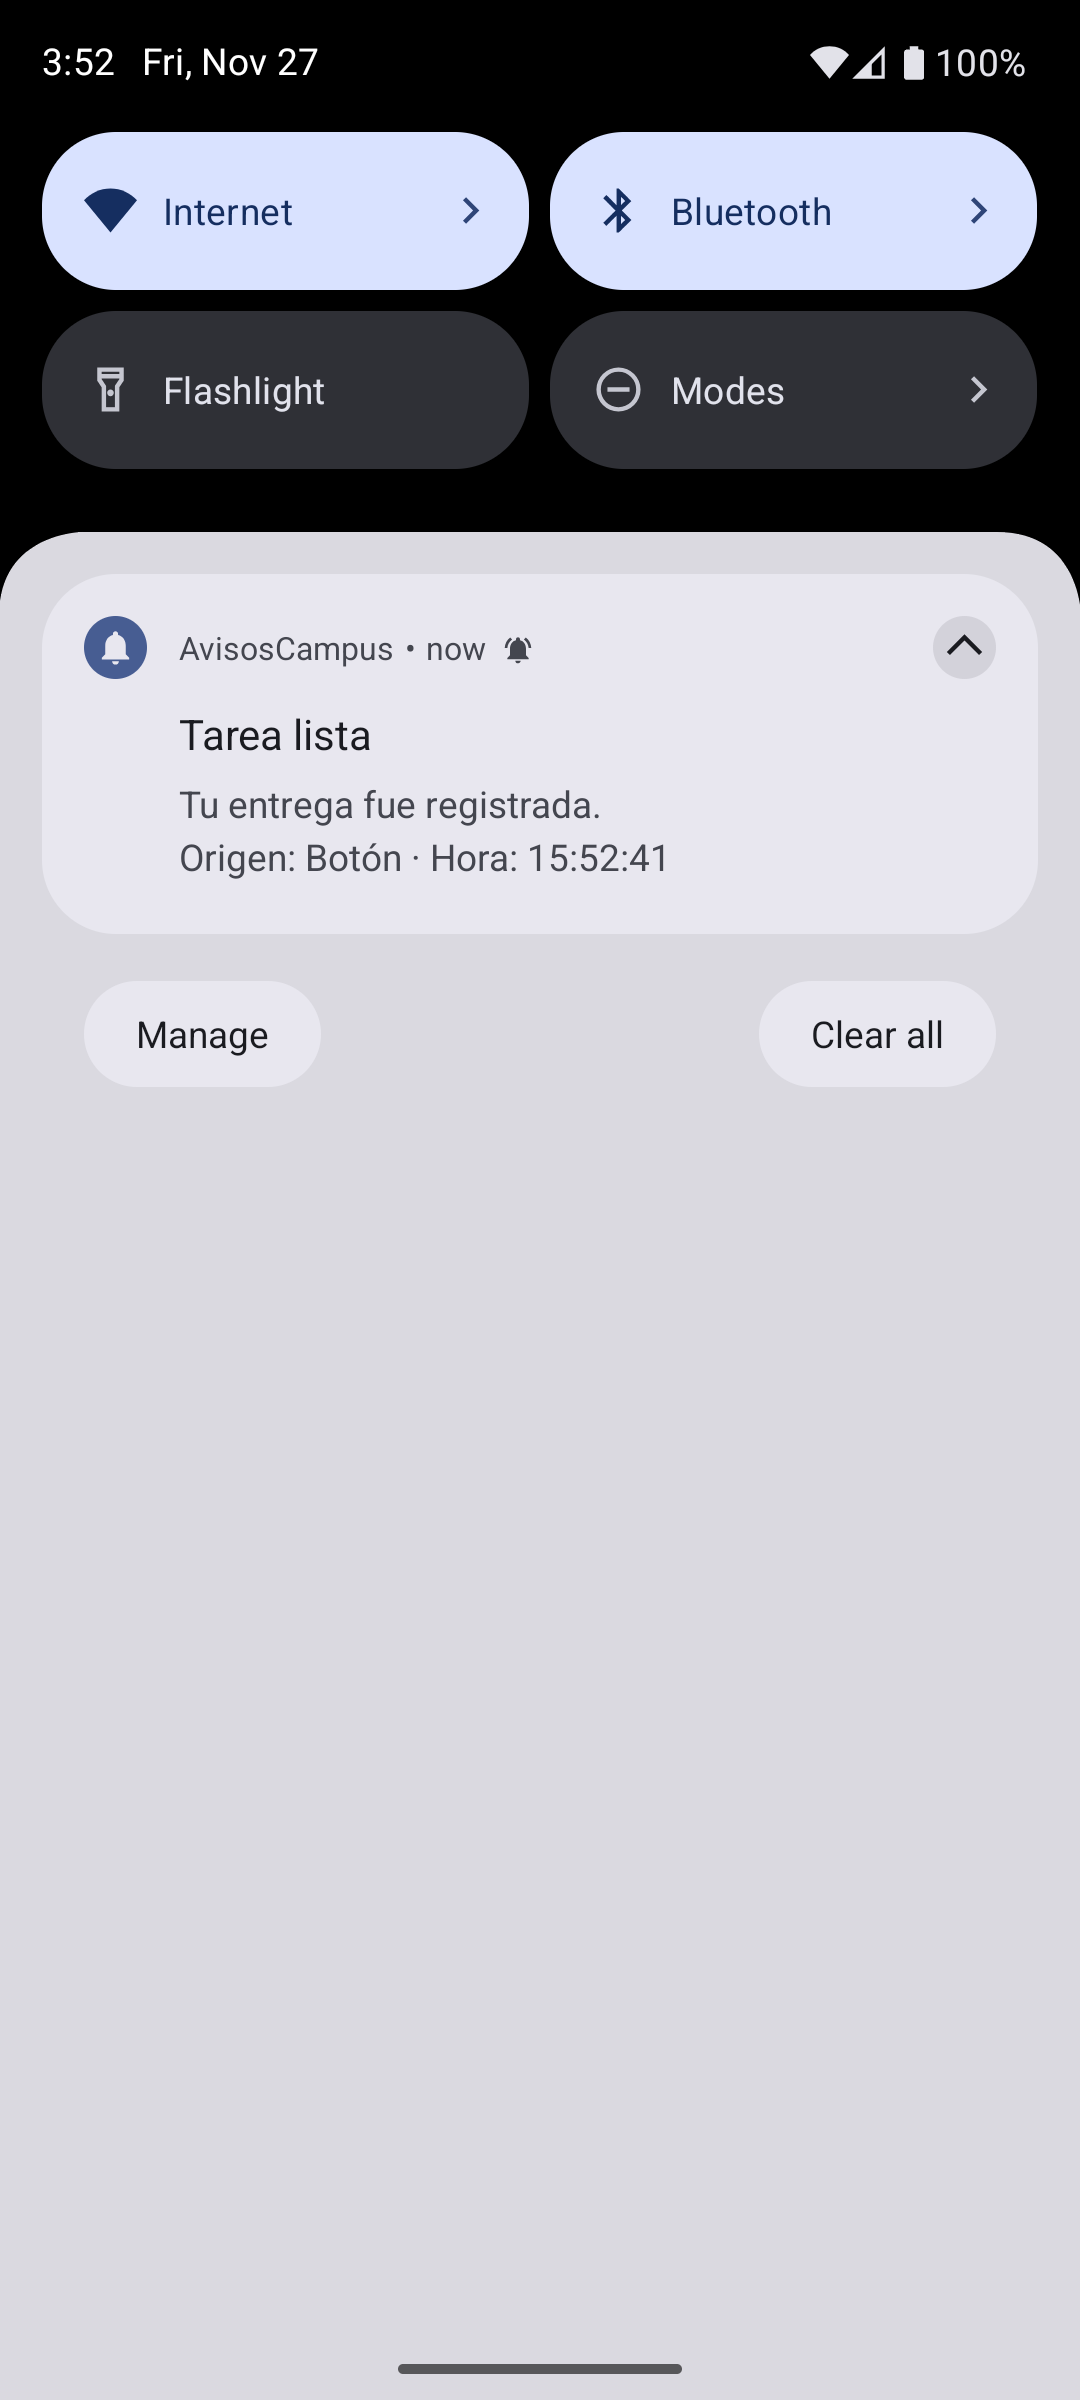 3:52 Fri, Nov 27 100%
Internet
Bluetooth
Flashlight
Modes
AvisosCampus • now
Tarea lista
Tu entrega fue registrada.
Origen: Botón · Hora: 15:52:41
Manage
Clear all